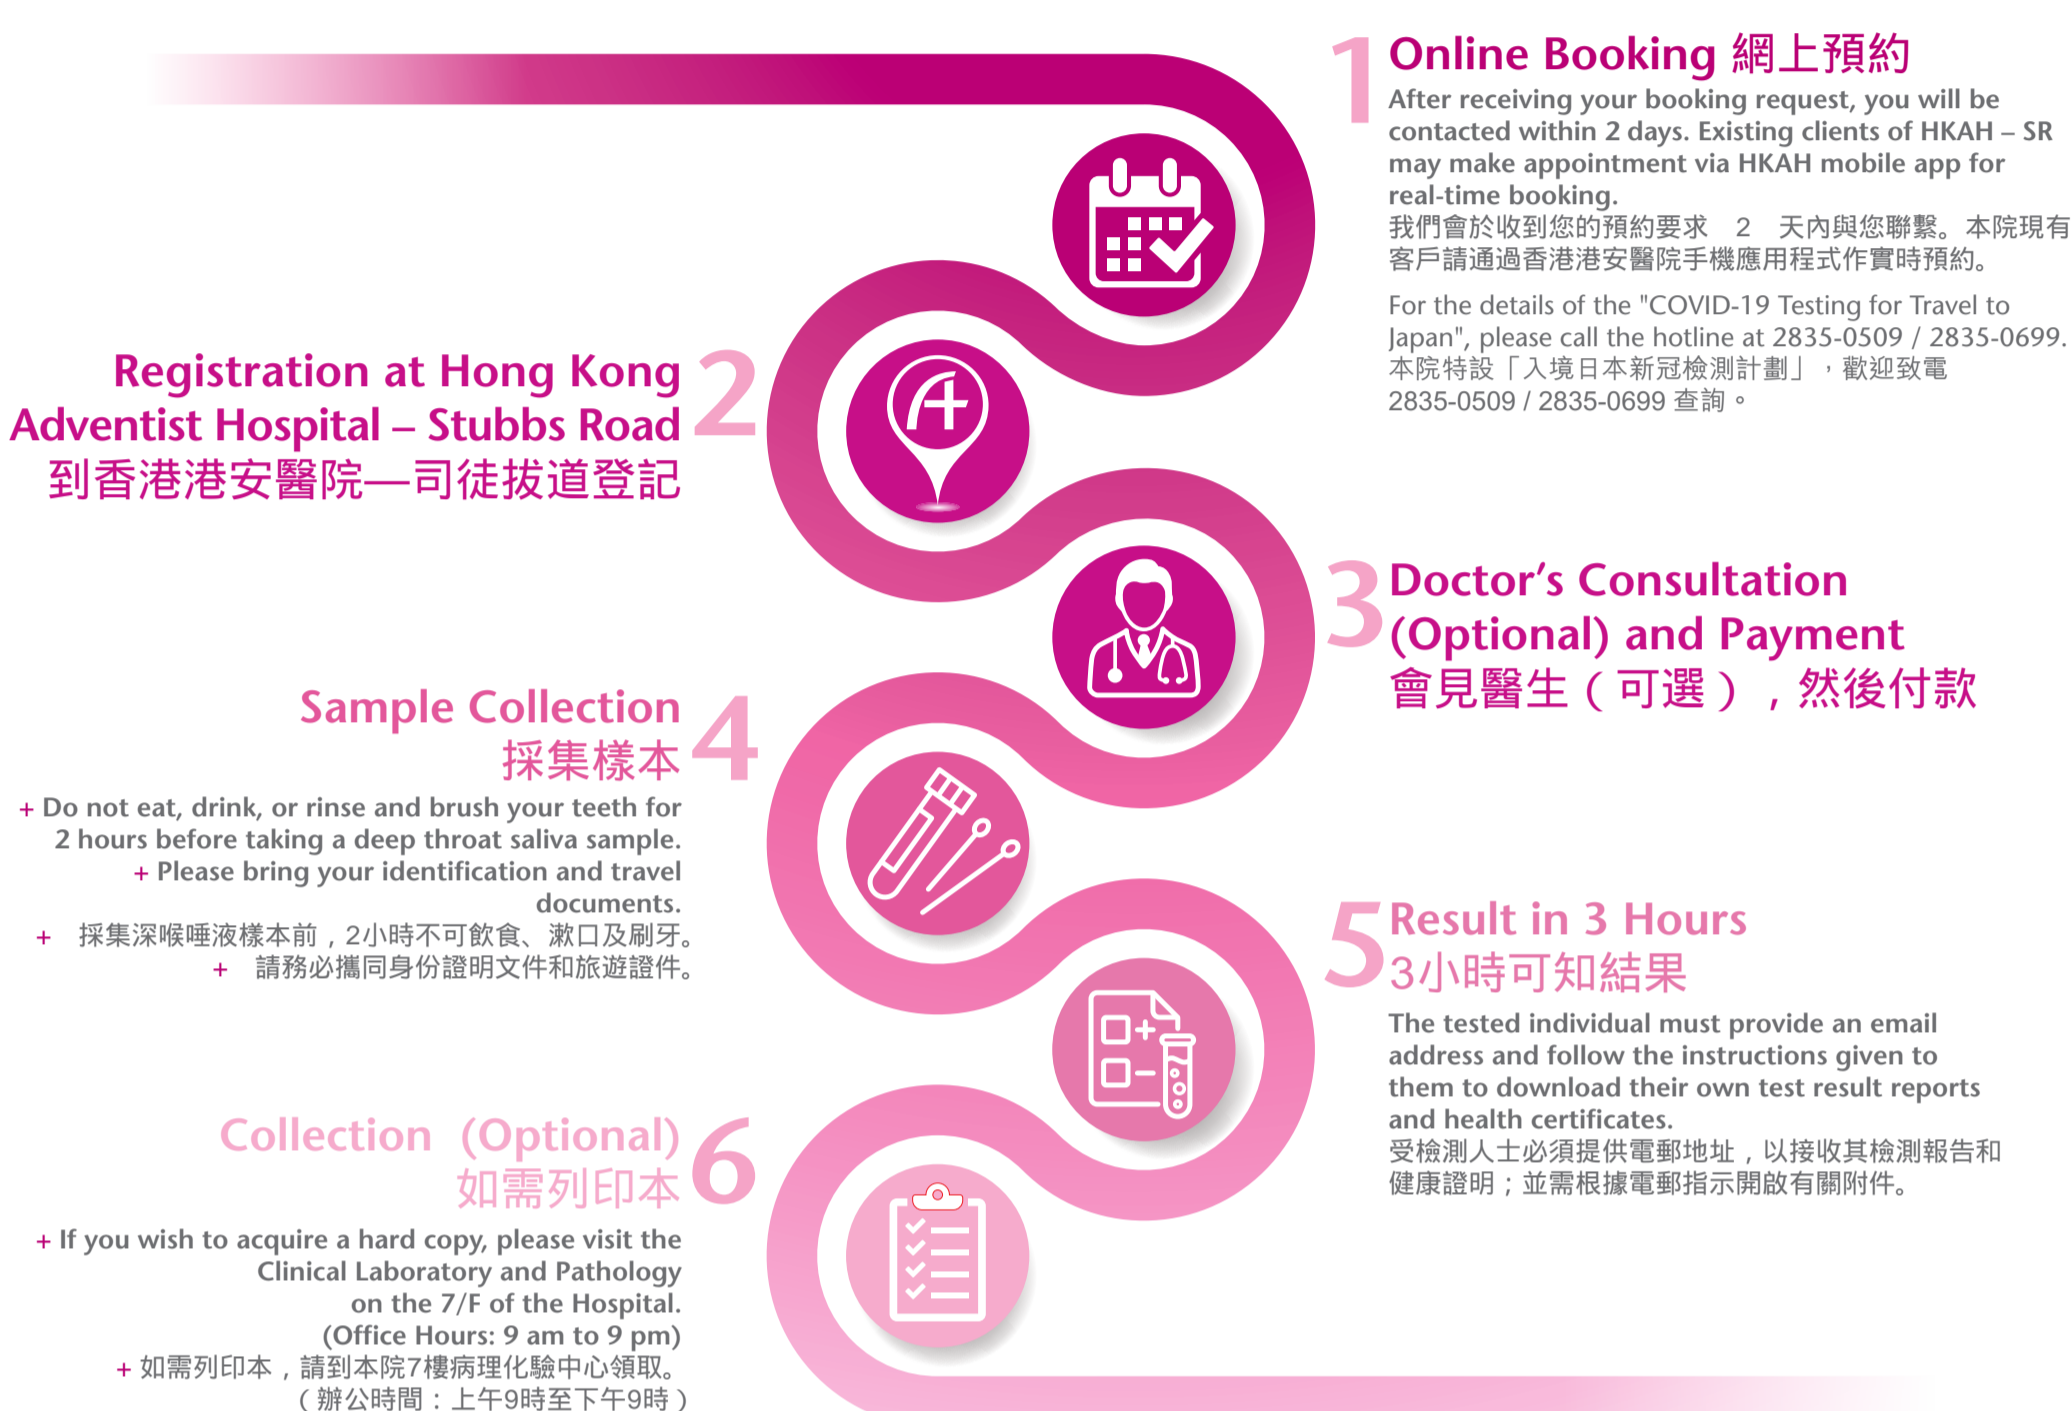 1
Online Booking 網上預約
After receiving your booking request, you will be
contacted within 2 days. Existing clients of HKAH – SR
may make appointment via HKAH mobile app for
real-time booking.
我們會於收到您的預約要求 2 天內與您聯繫。本院現有
客戶請通過香港港安醫院手機應用程式作實時預約。
For the details of the "COVID-19 Testing for Travel to
Japan", please call the hotline at 2835-0509 / 2835-0699.
本院特設「入境日本新冠檢測計劃」，歡迎致電
2835-0509 / 2835-0699 查詢。
2
Registration at Hong Kong
Adventist Hospital – Stubbs Road
到香港港安醫院—司徒拔道登記
3
Doctor’s Consultation
(Optional) and Payment
會見醫生（可選），然後付款
4
Sample Collection
採集樣本
+ Do not eat, drink, or rinse and brush your teeth for
2 hours before taking a deep throat saliva sample.
+ Please bring your identification and travel
documents.
+ 採集深喉唾液樣本前，2小時不可飲食、漱口及刷牙。
+ 請務必攜同身份證明文件和旅遊證件。
5
Result in 3 Hours
3小時可知結果
The tested individual must provide an email
address and follow the instructions given to
them to download their own test result reports
and health certificates.
受檢測人士必須提供電郵地址，以接收其檢測報告和
健康證明；並需根據電郵指示開啟有關附件。
6
Collection (Optional)
如需列印本
+ If you wish to acquire a hard copy, please visit the
Clinical Laboratory and Pathology
on the 7/F of the Hospital.
(Office Hours: 9 am to 9 pm)
+ 如需列印本，請到本院7樓病理化驗中心領取。
（辦公時間：上午9時至下午9時）